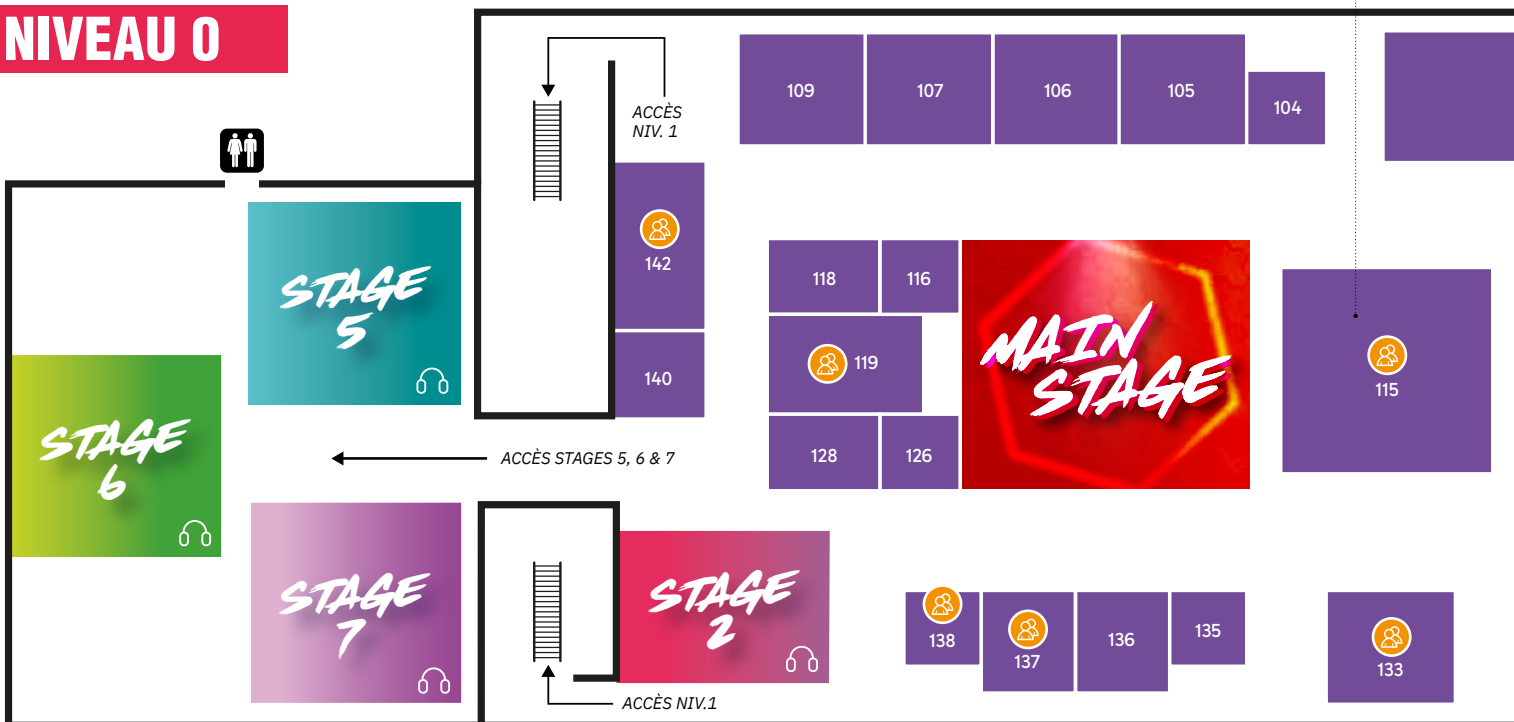 NIVEAU 0
ACCÈS
NIV. 1
109
107
106
105
104
142
140
STAGE
5
STAGE
6
ACCÈS STAGES 5, 6 & 7
STAGE
7
118
116
119
128
126
MAIN
STAGE
115
STAGE
2
ACCÈS NIV.1
138
137
136
135
133